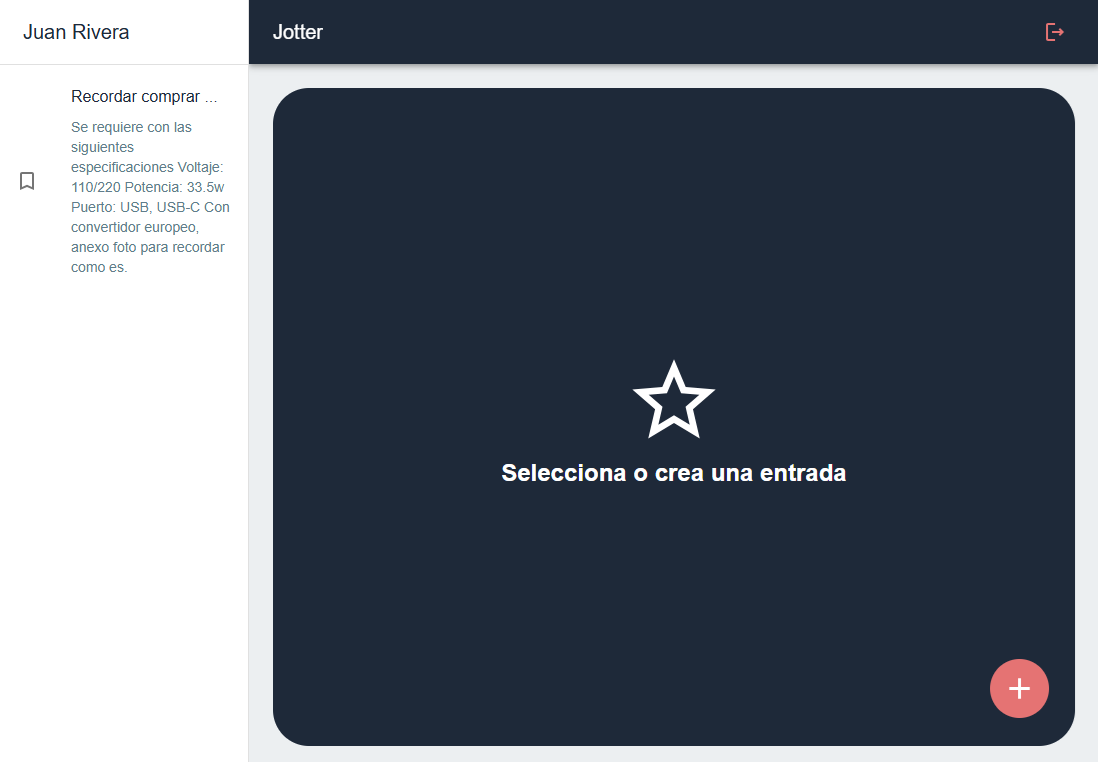 Juan Rivera
Jotter
Recordar comprar ...
Se requiere con las
siguientes
especificaciones Voltaje:
110/220 Potencia: 33.5w
Puerto: USB, USB-C Con
convertidor europeo,
anexo foto para recordar
como es.
Selecciona o crea una entrada